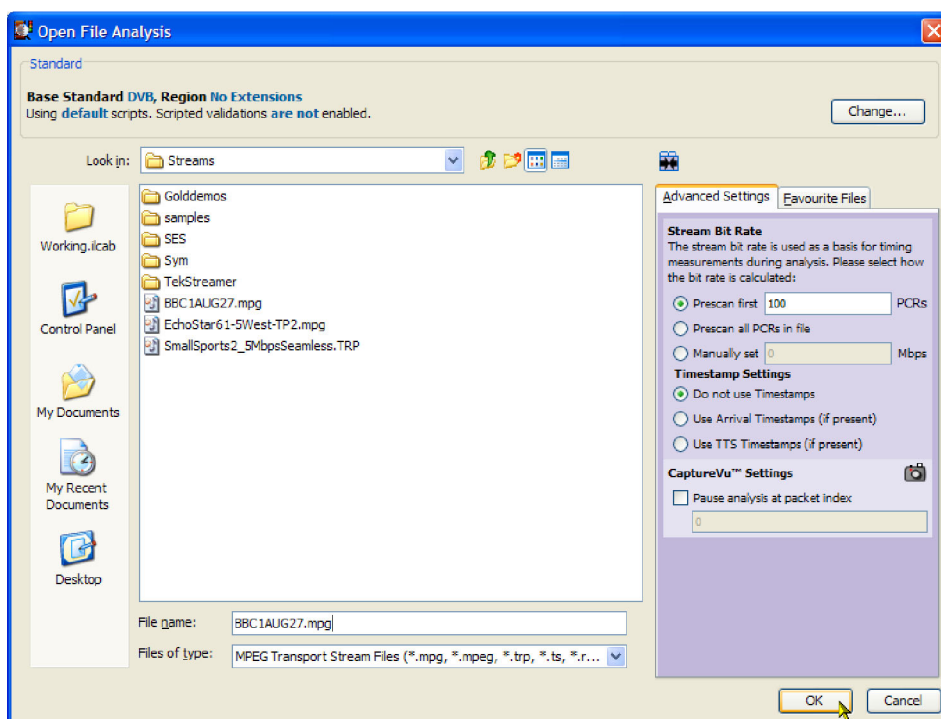 Open File Analysis
Standard
Base Standard DVB, Region No Extensions
Using default scripts. Scripted validations are not enabled.
Change...
Look in:
Streams
Working.ilcab
Control Panel
My Documents
My Recent
Documents
Desktop
Golddemos
samples
SES
Sym
TekStreamer
BBC1AUG27.mpg
EchoStar61-5West-TP2.mpg
SmallSports2_5MbpsSeamless.TRP
File name:
BBC1AUG27.mpg
Files of type:
MPEG Transport Stream Files (*.mpg, *.mpeg, *.trp, *.ts, *.r...
Advanced Settings
Favourite Files
Stream Bit Rate
The stream bit rate is used as a basis for timing
measurements during analysis. Please select how
the bit rate is calculated:
Prescan first 100 PCRs
Prescan all PCRs in file
Manually set 0 Mbps
Timestamp Settings
Do not use Timestamps
Use Arrival Timestamps (if present)
Use TTS Timestamps (if present)
CaptureVu™ Settings
Pause analysis at packet index
0
OK
Cancel